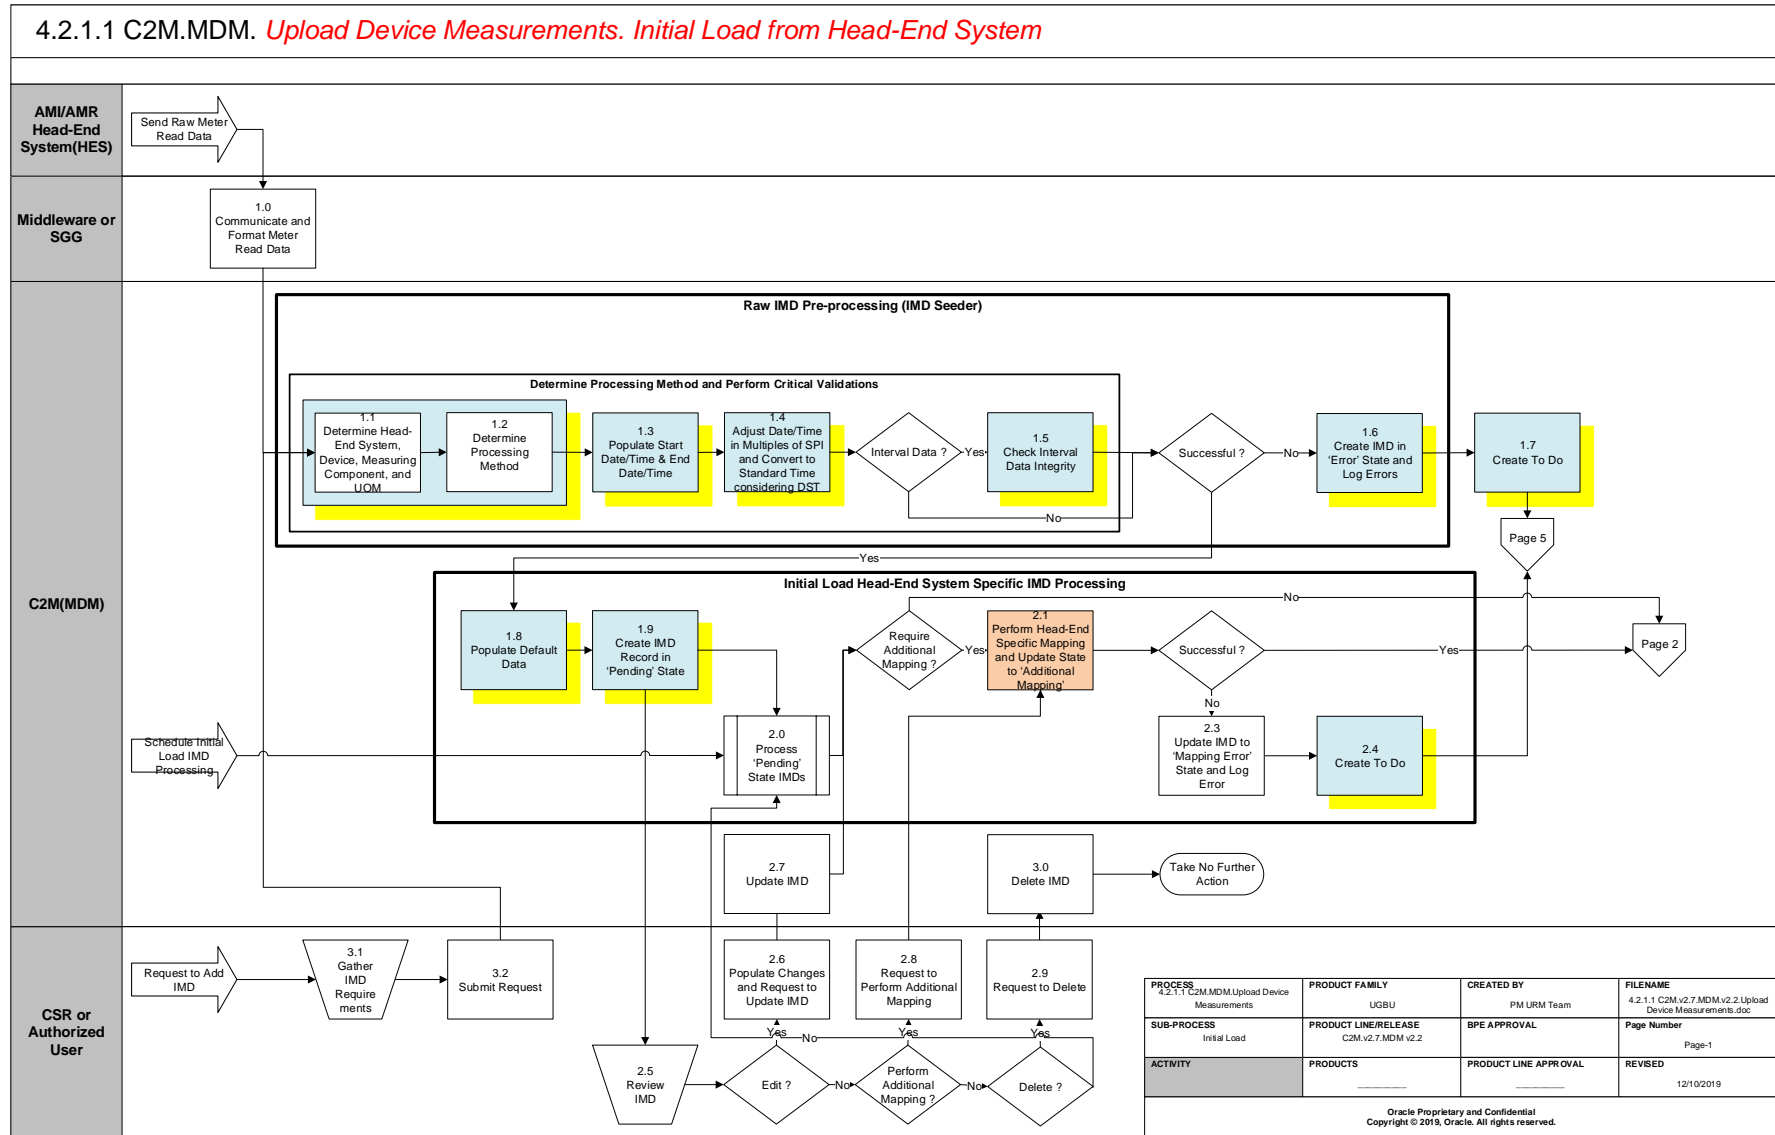 4.2.1.1 C2M.MDM. Upload Device Measurements. Initial Load from Head-End System
AMI/AMR
Head-End
System(HES)
Send Raw Meter
Read Data
Middleware or
SGG
1.0
Communicate and
Format Meter
Read Data
C2M(MDM)
Raw IMD Pre-processing (IMD Seeder)
Determine Processing Method and Perform Critical Validations
1.1
Determine Head-
End System,
Device, Measuring
Component, and
UOM
1.2
Determine
Processing
Method
1.3
Populate Start
Date/Time & End
Date/Time
1.4
Adjust Date/Time
in Multiples of SPI
and Convert to
Standard Time
considering DST
Interval Data ?
Yes
No
1.5
Check Interval
Data Integrity
Successful ?
No
1.6
Create IMD in
'Error' State and
Log Errors
1.7
Create To Do
Page 5
Yes
Initial Load Head-End System Specific IMD Processing
1.8
Populate Default
Data
1.9
Create IMD
Record in
'Pending' State
Require
Additional
Mapping ?
Yes
No
2.1
Perform Head-End
Specific Mapping
and Update State
to 'Additional
Mapping'
Successful ?
Yes
Page 2
No
Schedule Initial
Load IMD
Processing
2.0
Process
'Pending'
State IMDs
2.3
Update IMD to
'Mapping Error'
State and Log
Error
2.4
Create To Do
2.7
Update IMD
3.0
Delete IMD
Take No Further
Action
CSR or
Authorized
User
Request to Add
IMD
3.1
Gather
IMD
Require
ments
3.2
Submit Request
2.6
Populate Changes
and Request to
Update IMD
2.8
Request to
Perform Additional
Mapping
2.9
Request to Delete
Yes
No
Yes
Yes
2.5
Review
IMD
Edit ?
No
Perform
Additional
Mapping ?
No
Delete ?
PROCESS
4.2.1.1 C2M.MDM.Upload Device
Measurements
PRODUCT FAMILY
UGBU
CREATED BY
PM URM Team
FILENAME
4.2.1.1 C2M.v2.7.MDM.v2.2.Upload
Device Measurements.doc
SUB-PROCESS
Initial Load
PRODUCT LINE/RELEASE
C2M.v2.7.MDM v2.2
BPE APPROVAL
Page Number
Page-1
ACTIVITY
PRODUCTS
PRODUCT LINE APPROVAL
REVISED
12/10/2019
Oracle Proprietary and Confidential
Copyright © 2019, Oracle. All rights reserved.